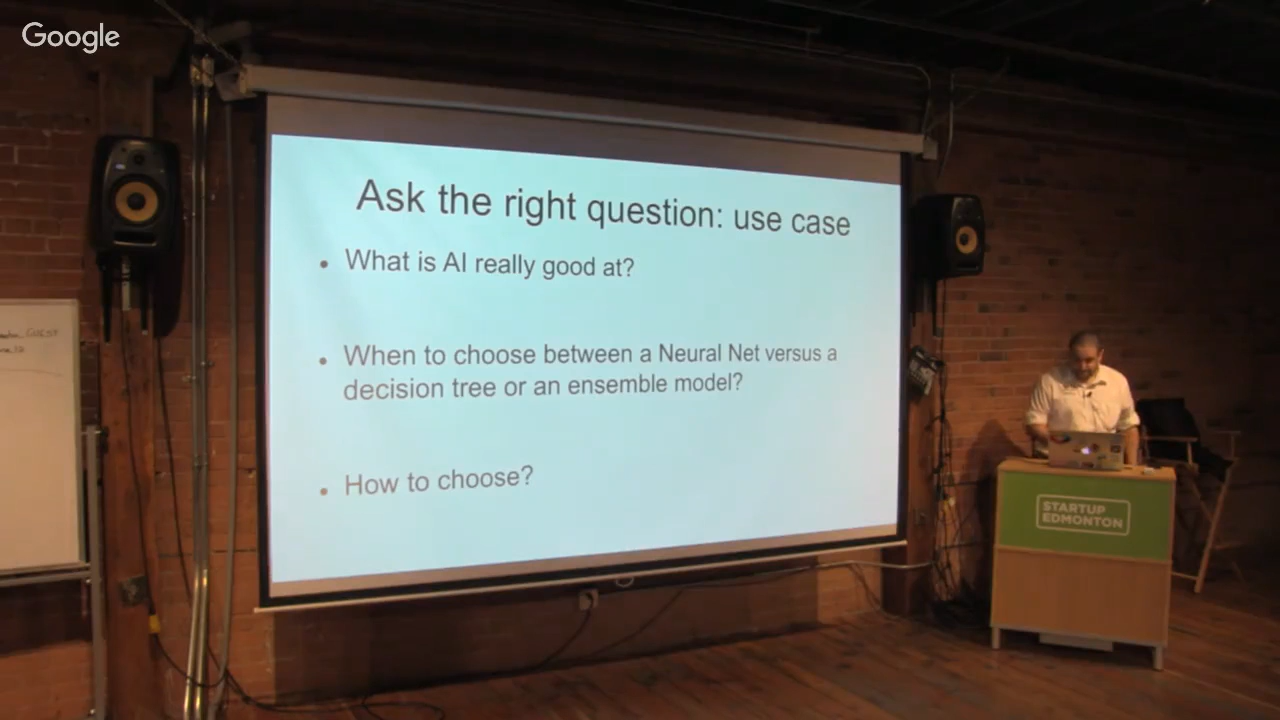 Google
Ask the right question: use case
• What is AI really good at?
• When to choose between a Neural Net versus a
decision tree or an ensemble model?
• How to choose?
STARTUP
EDMONTON